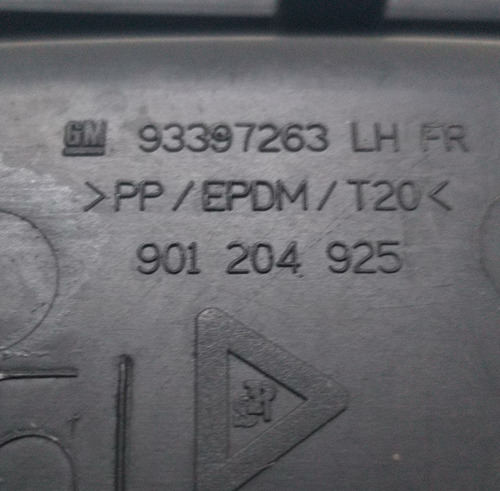 GM 93397263 LH FR
>PP/EPDM/T20<
901 204 925